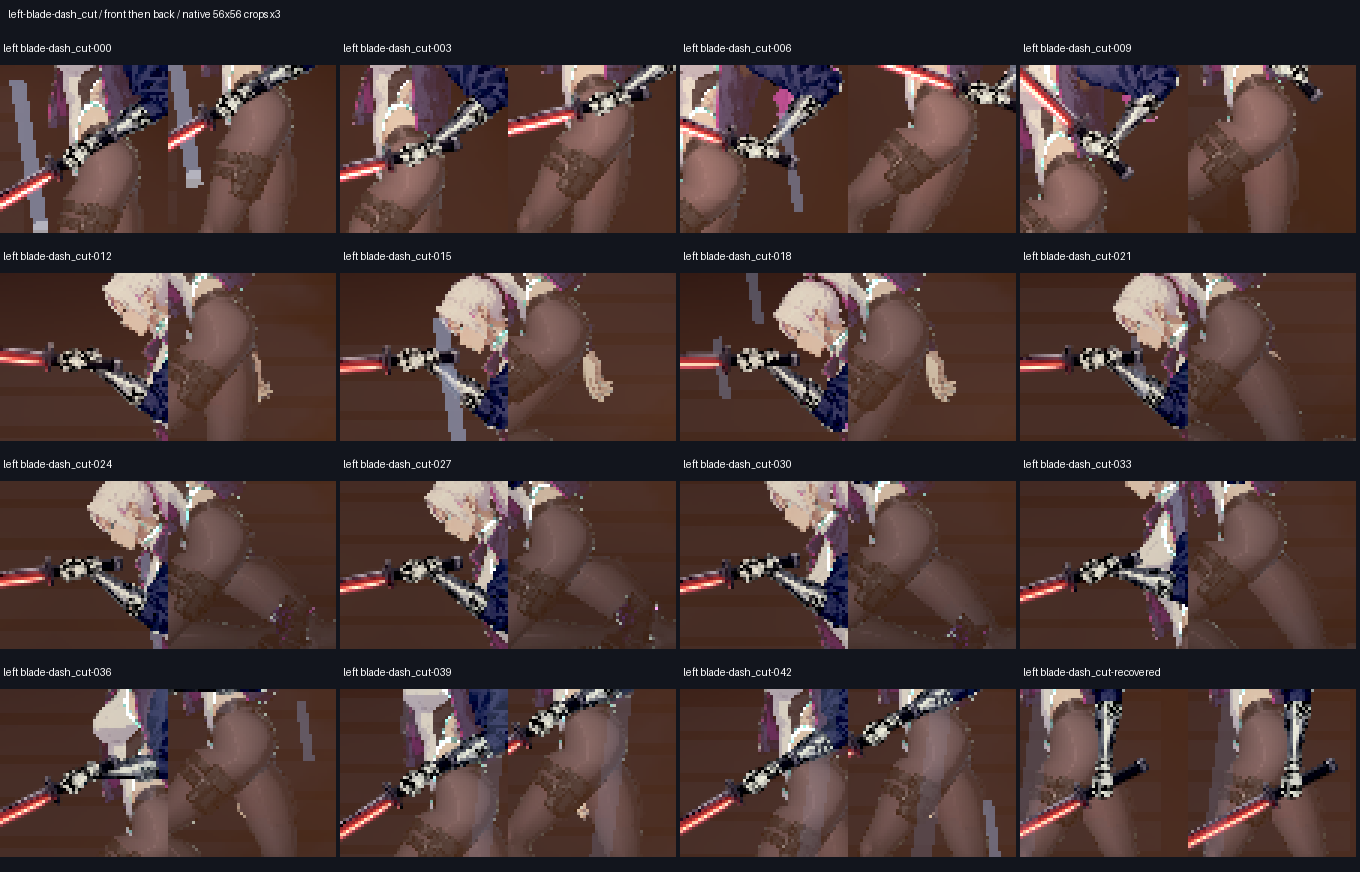 left-blade-dash_cut / front then back / native 56x56 crops x3
left blade-dash_cut-000
left blade-dash_cut-003
left blade-dash_cut-006
left blade-dash_cut-009
left blade-dash_cut-012
left blade-dash_cut-015
left blade-dash_cut-018
left blade-dash_cut-021
left blade-dash_cut-024
left blade-dash_cut-027
left blade-dash_cut-030
left blade-dash_cut-033
left blade-dash_cut-036
left blade-dash_cut-039
left blade-dash_cut-042
left blade-dash_cut-recovered